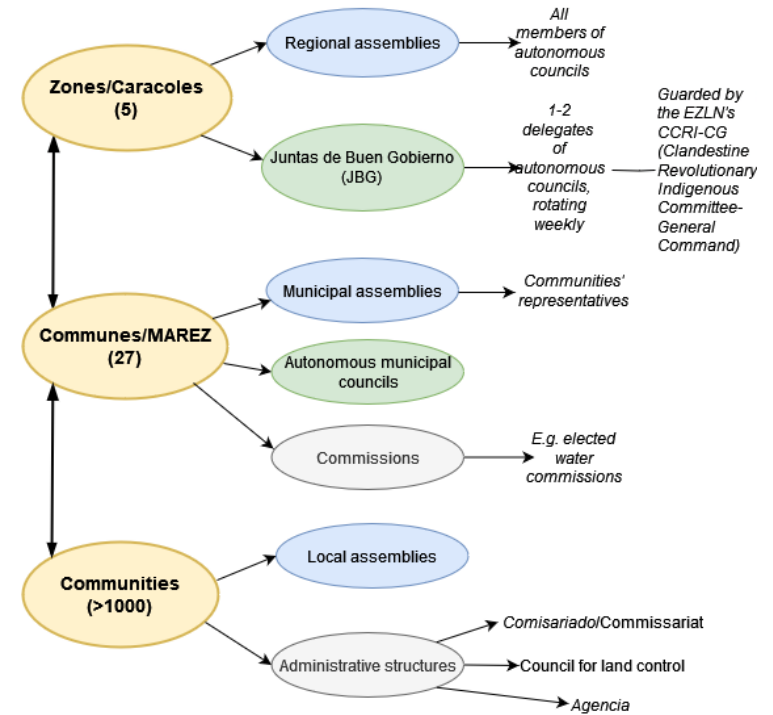 Zones/Caracoles
(5)
Regional assemblies
All
members of
autonomous
councils
Juntas de Buen Gobierno
(JBG)
1-2
delegates
of
autonomous
councils,
rotating
weekly
Guarded by
the EZLN's
CCRI-CG
(Clandestine
Revolutionary
Indigenous
Committee-
General
Command)
Communes/MAREZ
(27)
Municipal assemblies
Communities'
representatives
Autonomous municipal
councils
Commissions
E.g. elected
water
commissions
Communities
(>1000)
Local assemblies
Administrative structures
Comisariado/Commissariat
Council for land control
Agencia